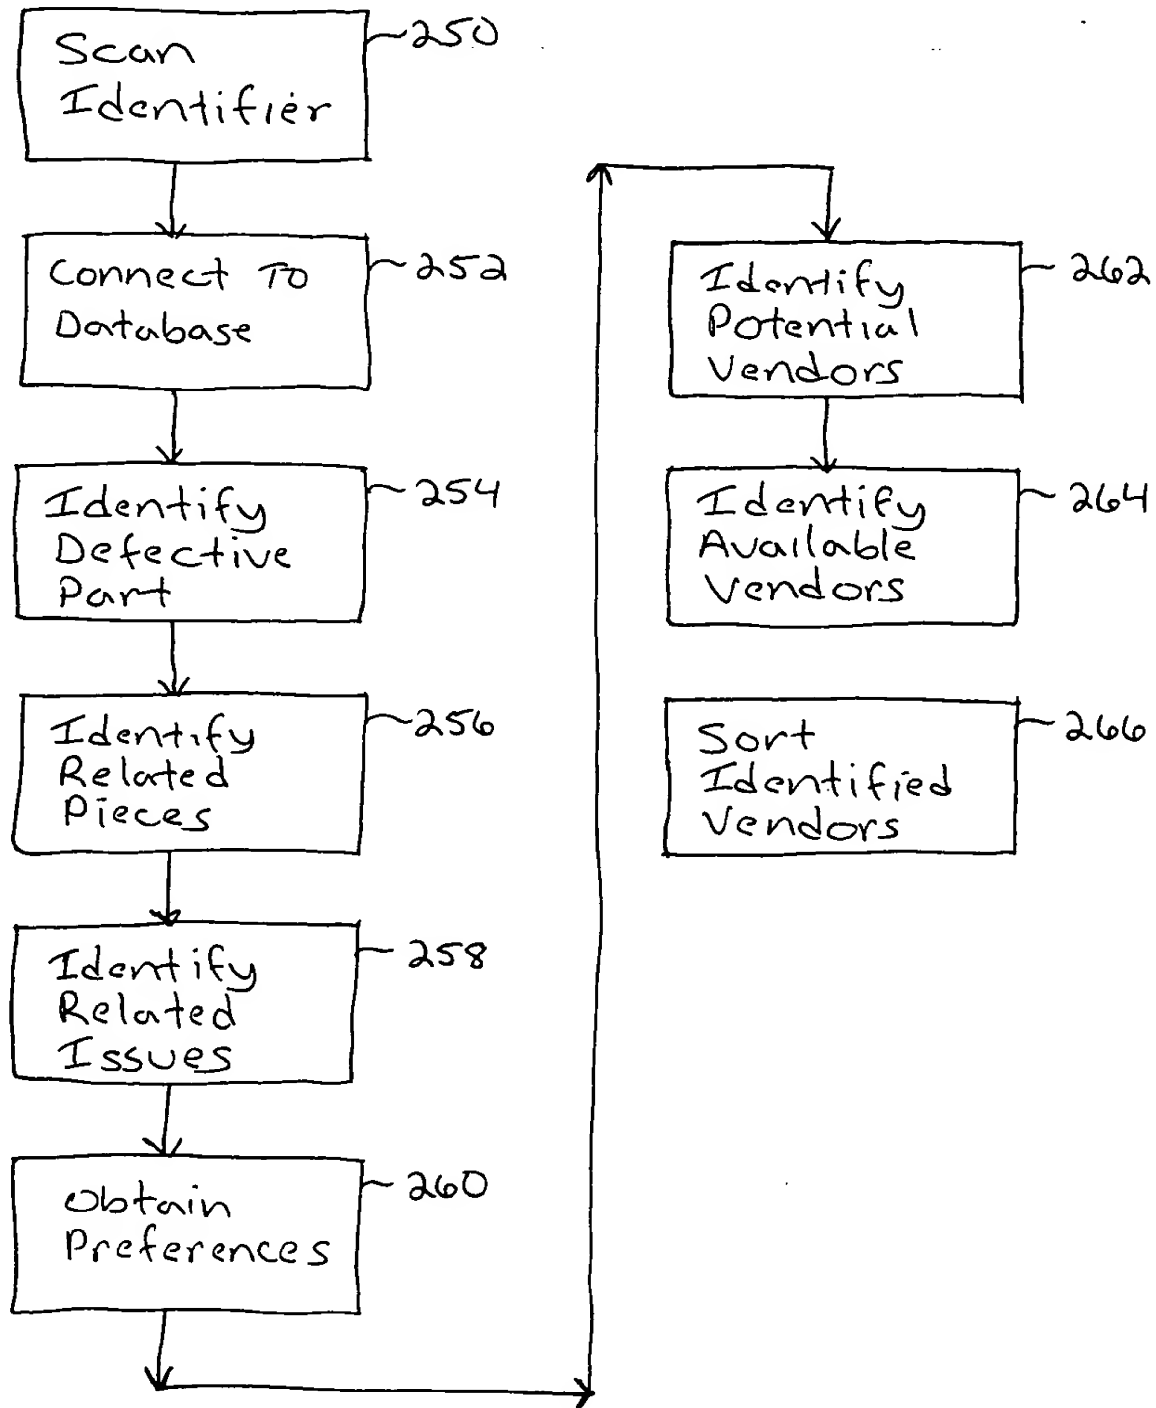 Scan
Identifier
250
Connect To
Database
252
Identify
Defective
Part
254
Identify
Related
Pieces
256
Identify
Related
Issues
258
Obtain
Preferences
260
Identify
Potential
Vendors
262
Identify
Available
Vendors
264
Sort
Identified
Vendors
266